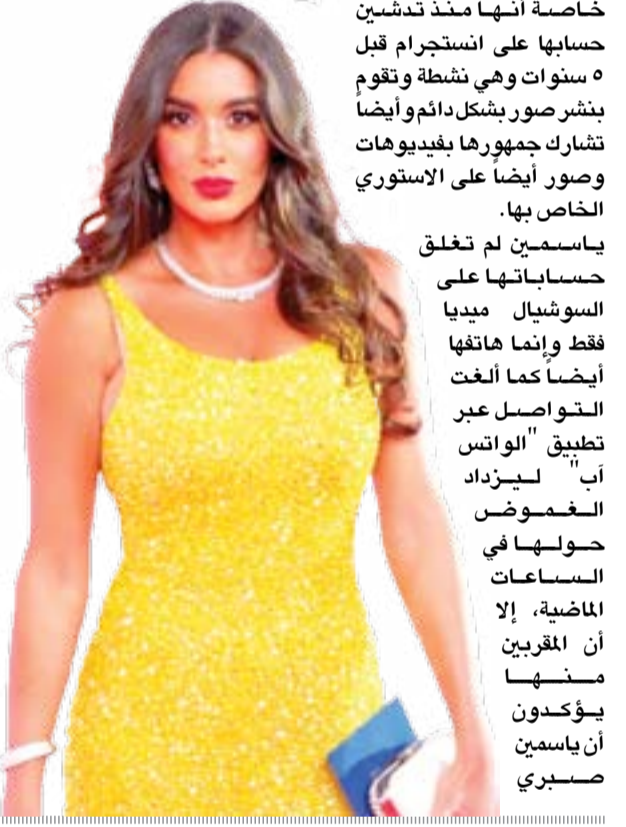 خاصة أنها منذ تدشين
حسابها على انستجرام قبل
٥ سنوات وهي نشطة وتقوم
بنشر صور بشكل دائم وأيضاً
تشارك جمهورها بفيديوهات
وصور أيضاً على الاستوري
الخاص بها.
ياسمين لم تغلق
حساباتها على
السوشيال ميديا
فقط وإنما هاتفها
أيضاً كما ألغت
التواصل عبر
تطبيق "الواتس
آب" ليزداد
الغموض
حولها في
الساعات
الماضية، إلا
أن المقربين
منها
يؤكدون
أن ياسمين
صبري